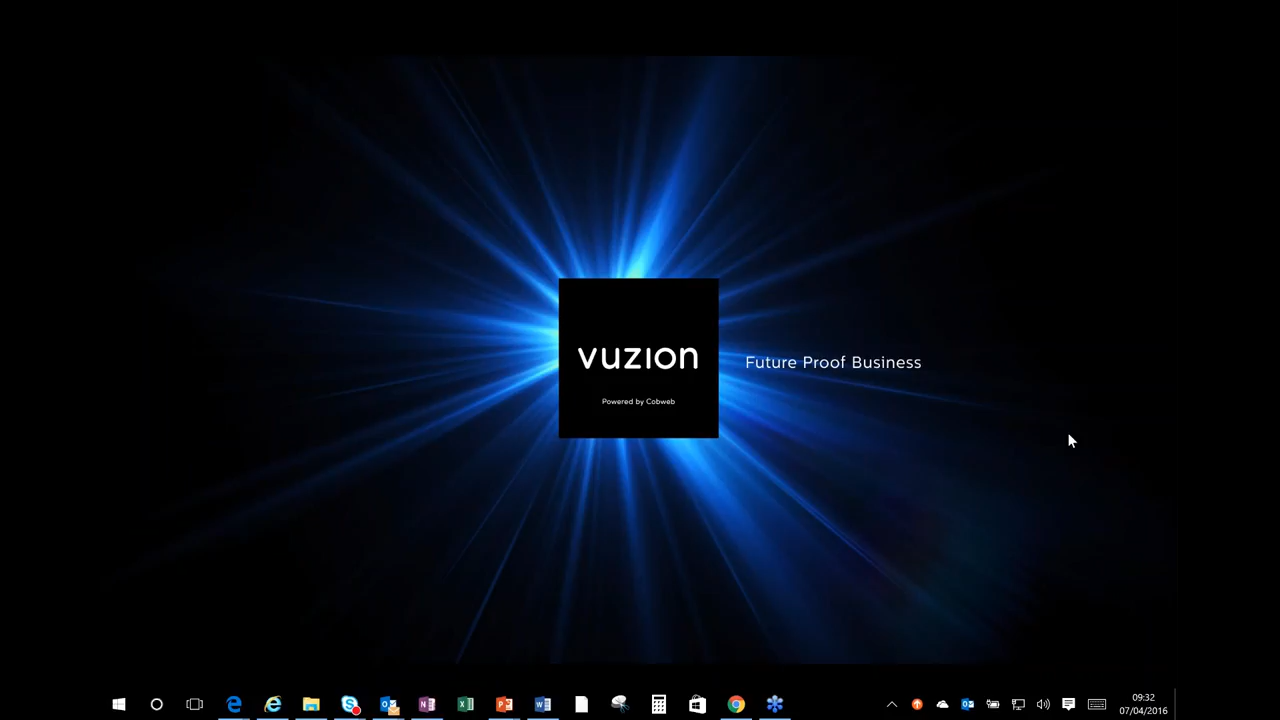 vuzion
Future Proof Business
Powered by Cobweb
09:32
07/04/2016